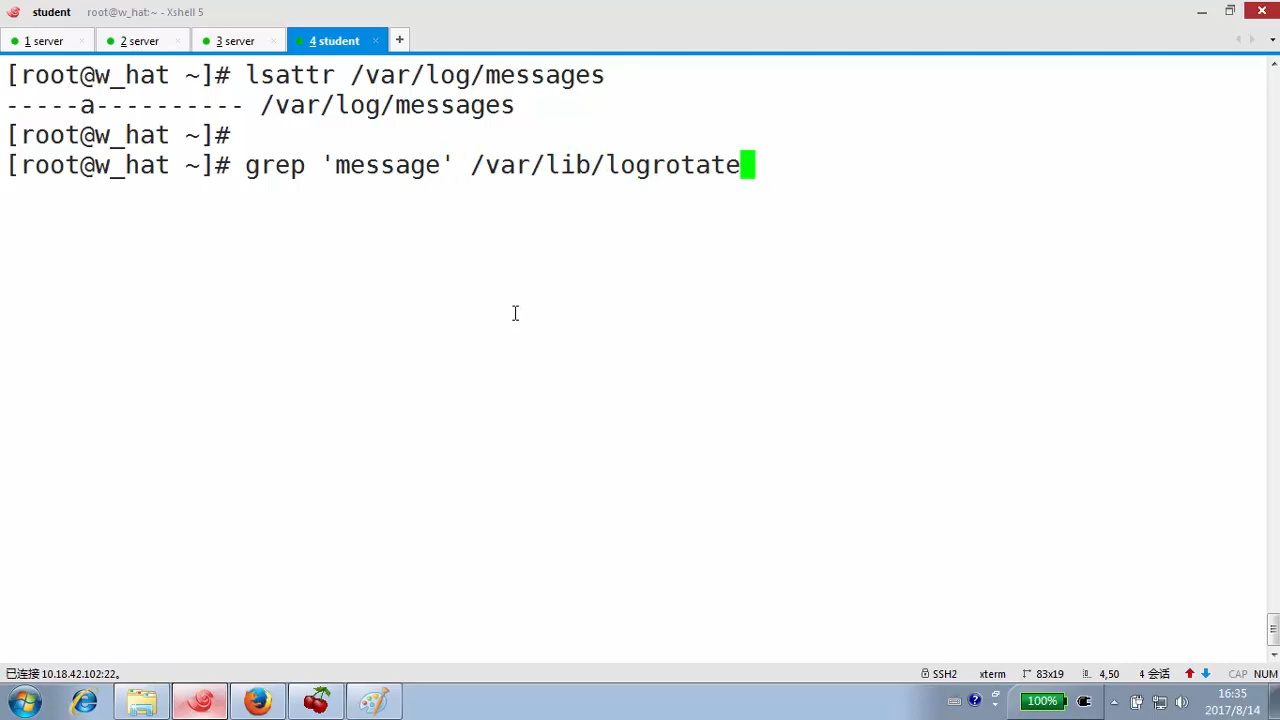 student root@w_hat:~ - Xshell 5
1 server
2 server
3 server
4 student
+
[root@w_hat ~]# lsattr /var/log/messages
-----a---------- /var/log/messages
[root@w_hat ~]#
[root@w_hat ~]# grep 'message' /var/lib/logrotate
已连接 10.18.42.102:22。
SSH2
xterm
83x19
4,50
4 会话
CAP
NUM
100%
16:35
2017/8/14